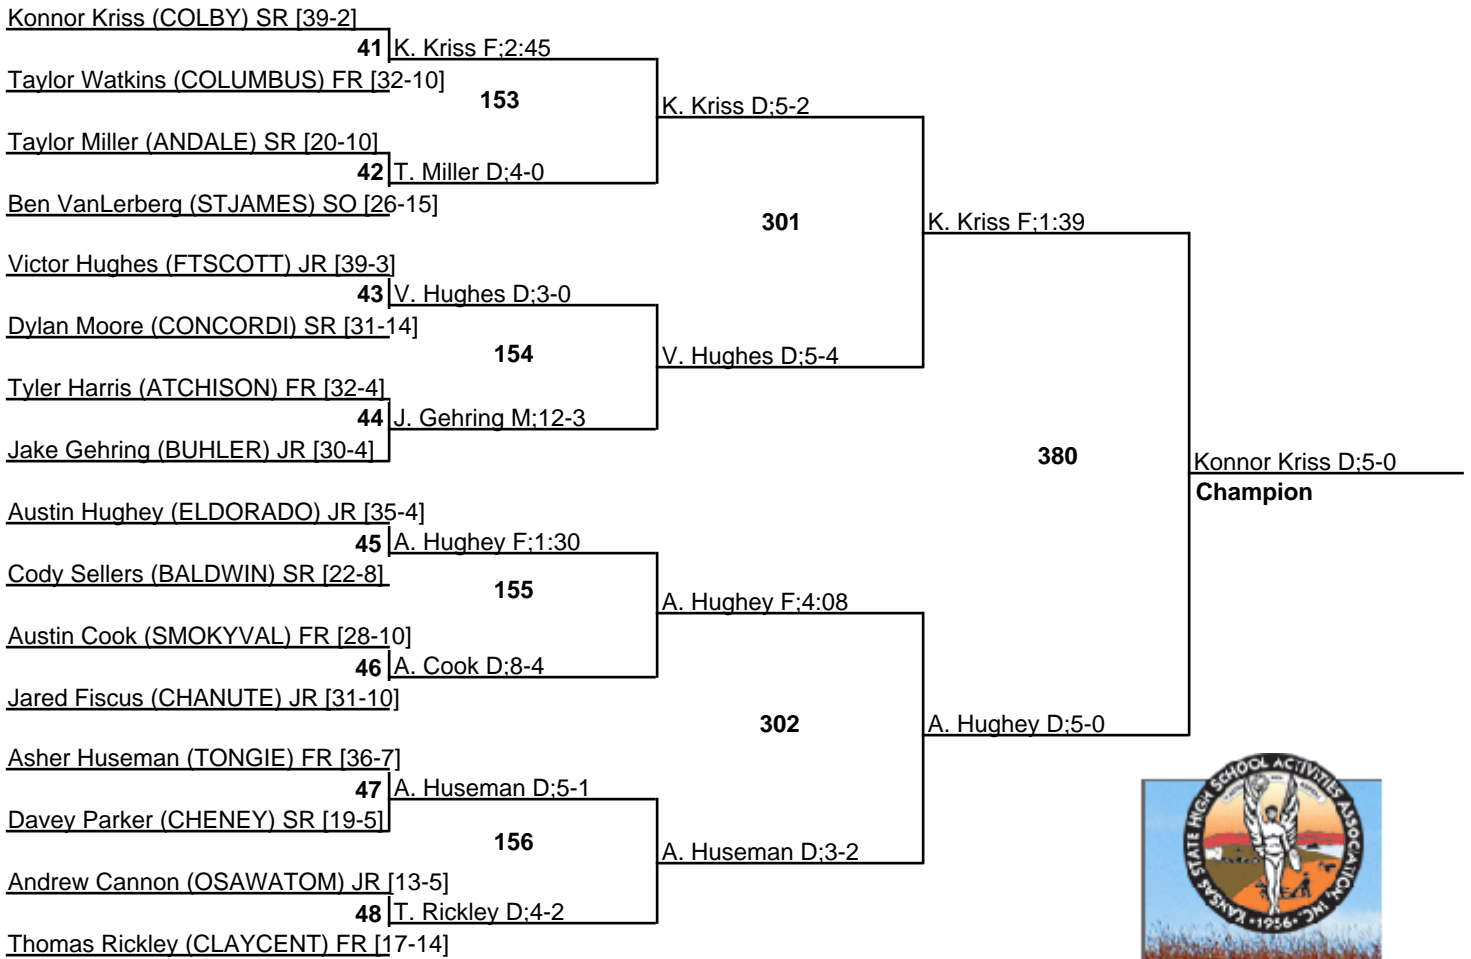 Konnor Kriss (COLBY) SR [39-2]
41 K. Kriss F;2:45
Taylor Watkins (COLUMBUS) FR [32-10]
153
K. Kriss D;5-2
Taylor Miller (ANDALE) SR [20-10]
42 T. Miller D;4-0
Ben VanLerberg (STJAMES) SO [26-15]
301
K. Kriss F;1:39
Victor Hughes (FTSCOTT) JR [39-3]
43 V. Hughes D;3-0
Dylan Moore (CONCORDI) SR [31-14]
154
V. Hughes D;5-4
Tyler Harris (ATCHISON) FR [32-4]
44 J. Gehring M;12-3
Jake Gehring (BUHLER) JR [30-4]
380
Konnor Kriss D;5-0
Champion
Austin Hughey (ELDORADO) JR [35-4]
45 A. Hughey F;1:30
Cody Sellers (BALDWIN) SR [22-8]
155
A. Hughey F;4:08
Austin Cook (SMOKYVAL) FR [28-10]
46 A. Cook D;8-4
Jared Fiscus (CHANUTE) JR [31-10]
302
A. Hughey D;5-0
Asher Huseman (TONGIE) FR [36-7]
47 A. Huseman D;5-1
Davey Parker (CHENEY) SR [19-5]
156
A. Huseman D;3-2
Andrew Cannon (OSAWATOM) JR [13-5]
48 T. Rickley D;4-2
Thomas Rickley (CLAYCENT) FR [17-14]
KANSAS STATE HIGH SCHOOL ACTIVITIES ASSOCIATION, INC.
•1956•